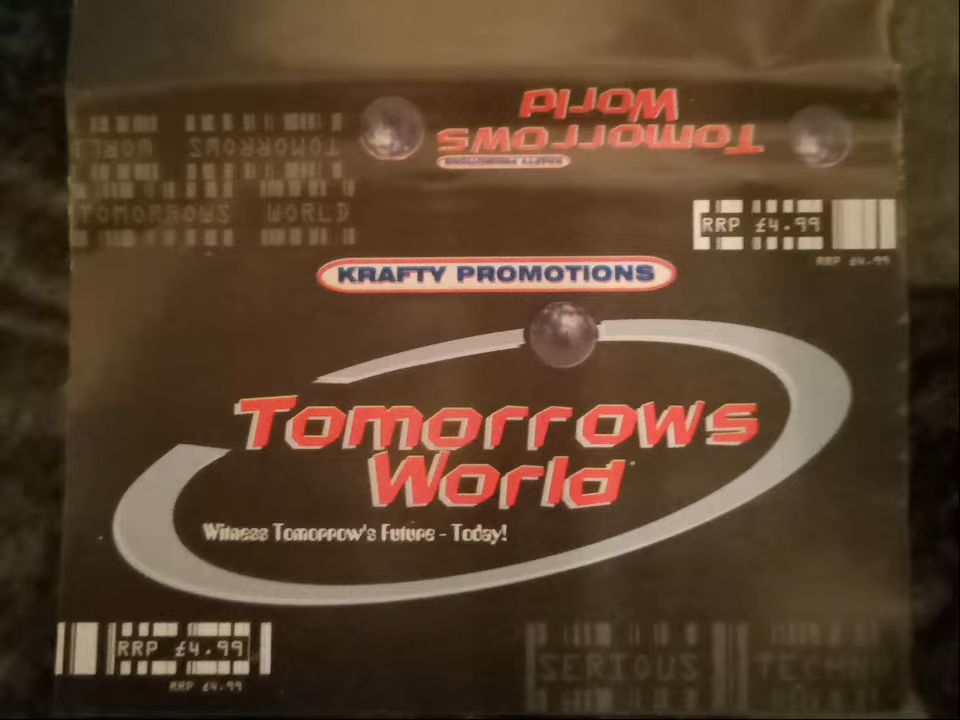 World
Tomorrows
KRAFTY PROMOTIONS
WORLD TOMORROWS
TOMORROWS WORLD
RRP £4.99
RRP £4.99
KRAFTY PROMOTIONS
Tomorrows
World
Witness Tomorrow's Future - Today!
RRP £4.99
RRP £4.99
SERIOUS TECHNO